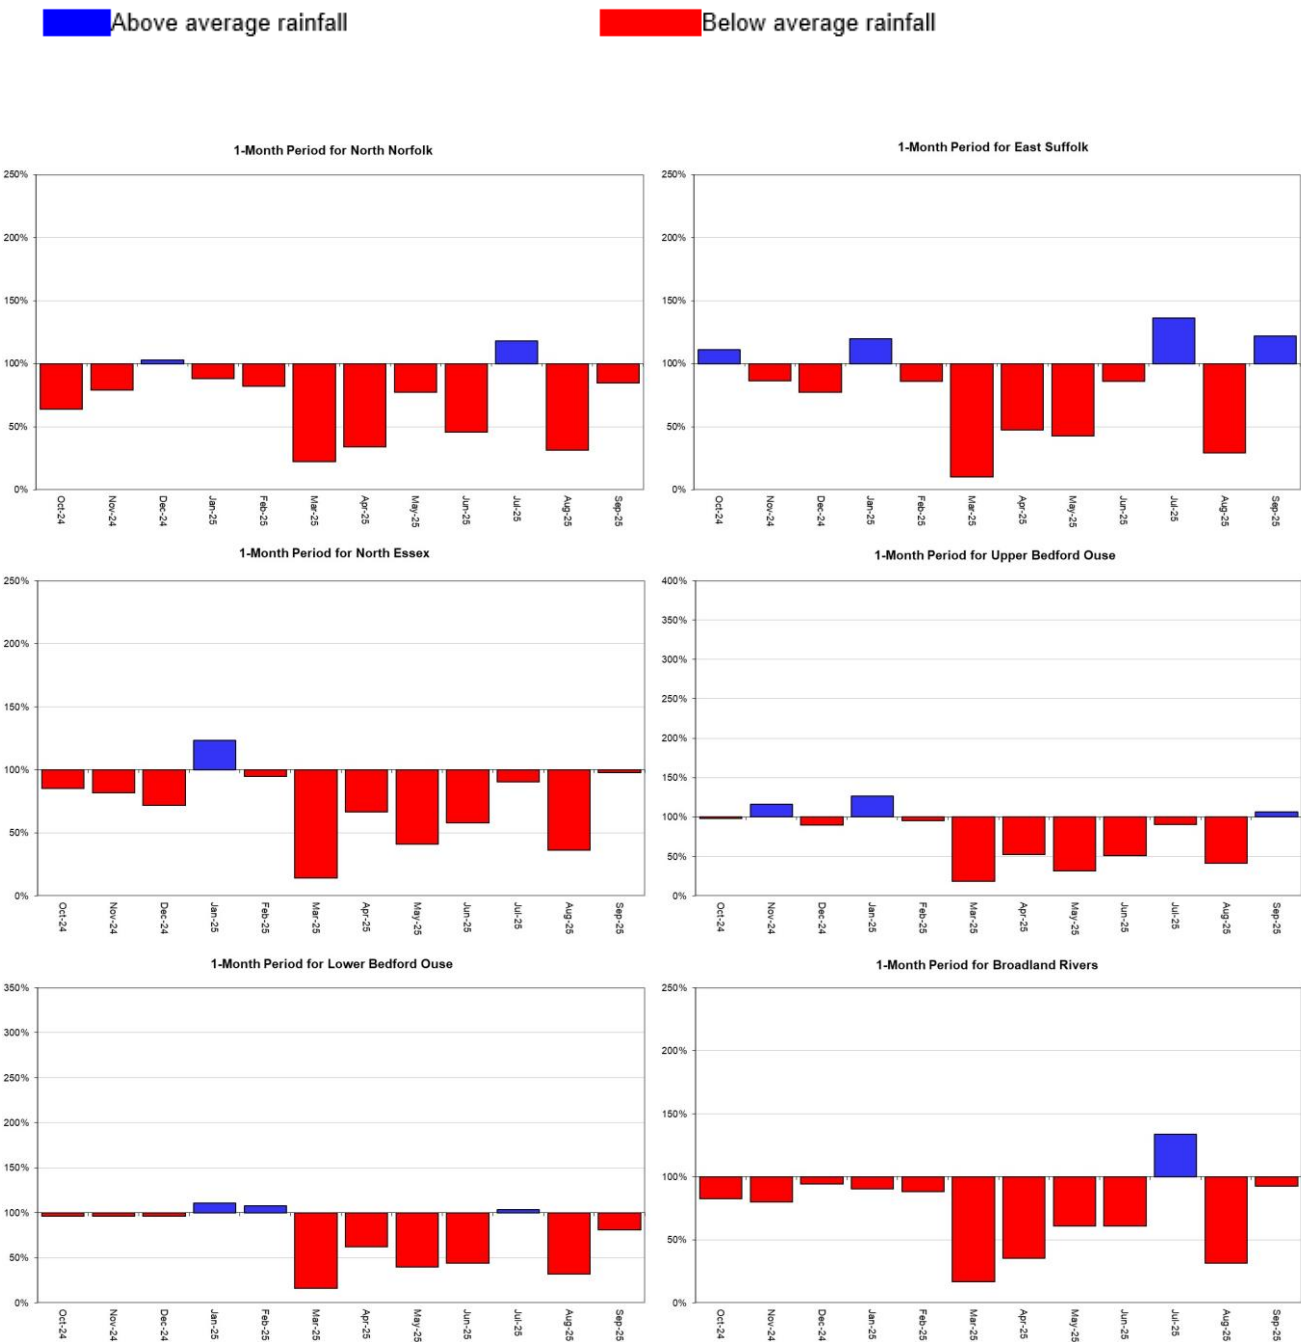 Above average rainfall
Below average rainfall
1-Month Period for North Norfolk
250%
200%
150%
100%
50%
0%
Oct-24
Nov-24
Dec-24
Jan-25
Feb-25
Mar-25
Apr-25
May-25
Jun-25
Jul-25
Aug-25
Sep-25
1-Month Period for East Suffolk
250%
200%
150%
100%
50%
0%
Oct-24
Nov-24
Dec-24
Jan-25
Feb-25
Mar-25
Apr-25
May-25
Jun-25
Jul-25
Aug-25
Sep-25
1-Month Period for North Essex
250%
200%
150%
100%
50%
0%
Oct-24
Nov-24
Dec-24
Jan-25
Feb-25
Mar-25
Apr-25
May-25
Jun-25
Jul-25
Aug-25
Sep-25
1-Month Period for Upper Bedford Ouse
400%
350%
300%
250%
200%
150%
100%
50%
0%
Oct-24
Nov-24
Dec-24
Jan-25
Feb-25
Mar-25
Apr-25
May-25
Jun-25
Jul-25
Aug-25
Sep-25
1-Month Period for Lower Bedford Ouse
350%
300%
250%
200%
150%
100%
50%
0%
Oct-24
Nov-24
Dec-24
Jan-25
Feb-25
Mar-25
Apr-25
May-25
Jun-25
Jul-25
Aug-25
Sep-25
1-Month Period for Broadland Rivers
250%
200%
150%
100%
50%
0%
Oct-24
Nov-24
Dec-24
Jan-25
Feb-25
Mar-25
Apr-25
May-25
Jun-25
Jul-25
Aug-25
Sep-25